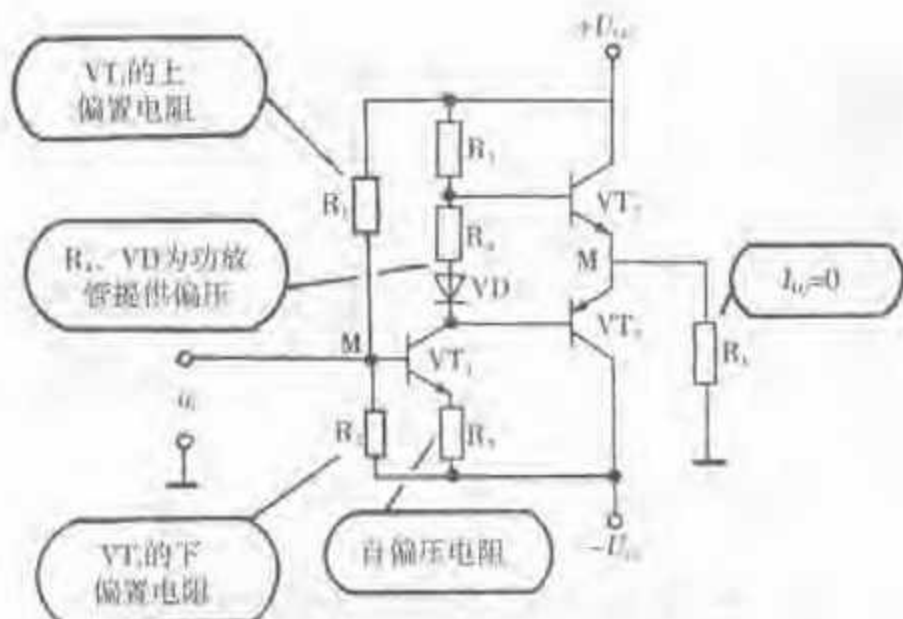 VT₁的上
偏置电阻
R₁
R₄、VD为功放
管提供偏压
M
R₃
R₄
VD
VT₁
R₅
R₂
VT₂
M
VT₃
+U
-U
自偏压电阻
VT₁的下
偏置电阻